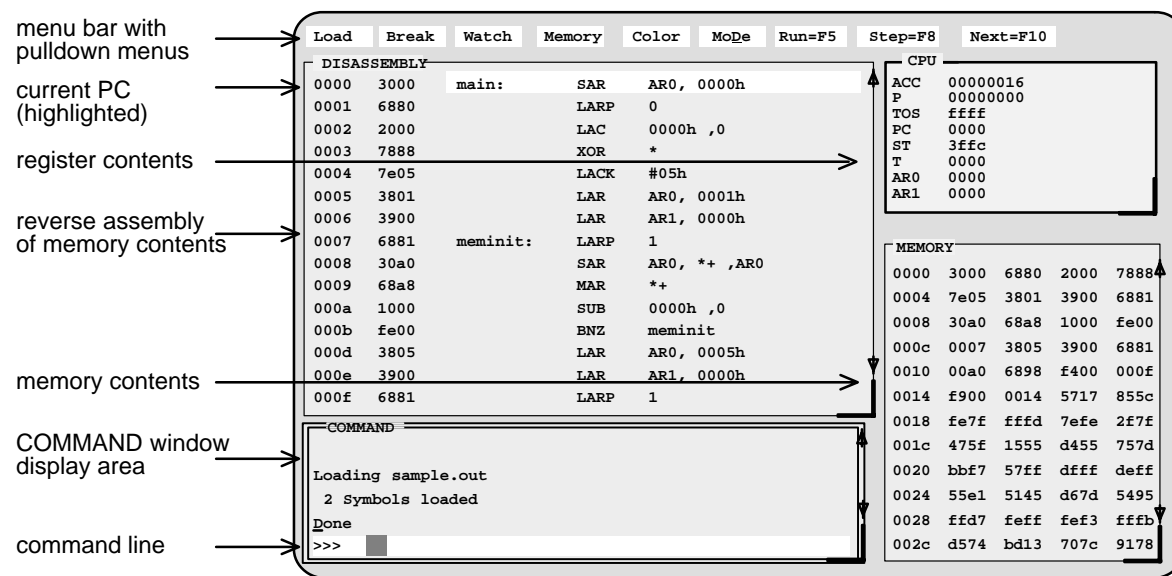 menu bar with
pulldown menus
current PC
(highlighted)
register contents
reverse assembly
of memory contents
memory contents
COMMAND window
display area
command line
Load Break Watch Memory Color MoDe Run=F5 Step=F8 Next=F10
DISASSEMBLY
0000 3000 main: SAR AR0, 0000h
0001 6880 LARP 0
0002 2000 LAC 0000h ,0
0003 7888 XOR *
0004 7e05 LACK #05h
0005 3801 LAR AR0, 0001h
0006 3900 LAR AR1, 0000h
0007 6881 meminit: LARP 1
0008 30a0 SAR AR0, *+ ,AR0
0009 68a8 MAR *+
000a 1000 SUB 0000h ,0
000b fe00 BNZ meminit
000d 3805 LAR AR0, 0005h
000e 3900 LAR AR1, 0000h
000f 6881 LARP 1
CPU
ACC 00000016
P 00000000
TOS ffff
PC 0000
ST 3ffc
T 0000
AR0 0000
AR1 0000
MEMORY
0000 3000 6880 2000 7888
0004 7e05 3801 3900 6881
0008 30a0 68a8 1000 fe00
000c 0007 3805 3900 6881
0010 00a0 6898 f400 000f
0014 f900 0014 5717 855c
0018 fe7f fffd 7efe 2f7f
001c 475f 1555 d455 757d
0020 bbf7 57ff dfff deff
0024 55e1 5145 d67d 5495
0028 ffd7 feff fef3 fffb
002c d574 bd13 707c 9178
COMMAND
Loading sample.out
2 Symbols loaded
Done
>>>